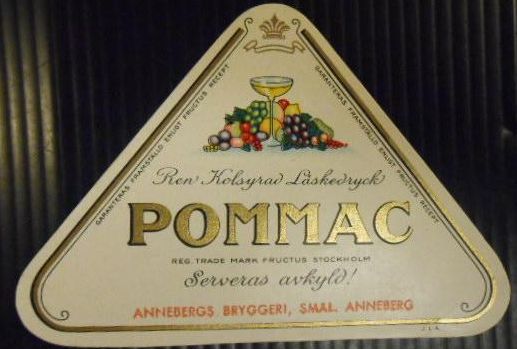 GARANTERAS FRAMSTÄLLD ENLIGT FRUCTUS RECEPT
GARANTERAS FRAMSTÄLLD ENLIGT FRUCTUS RECEPT
Ren Kolsyrad Läskedryck
POMMAC
REG. TRADE MARK FRUCTUS STOCKHOLM
Serveras avkyld!
ANNEBERGS BRYGGERI, SMÅL. ANNEBERG
J.L.A.